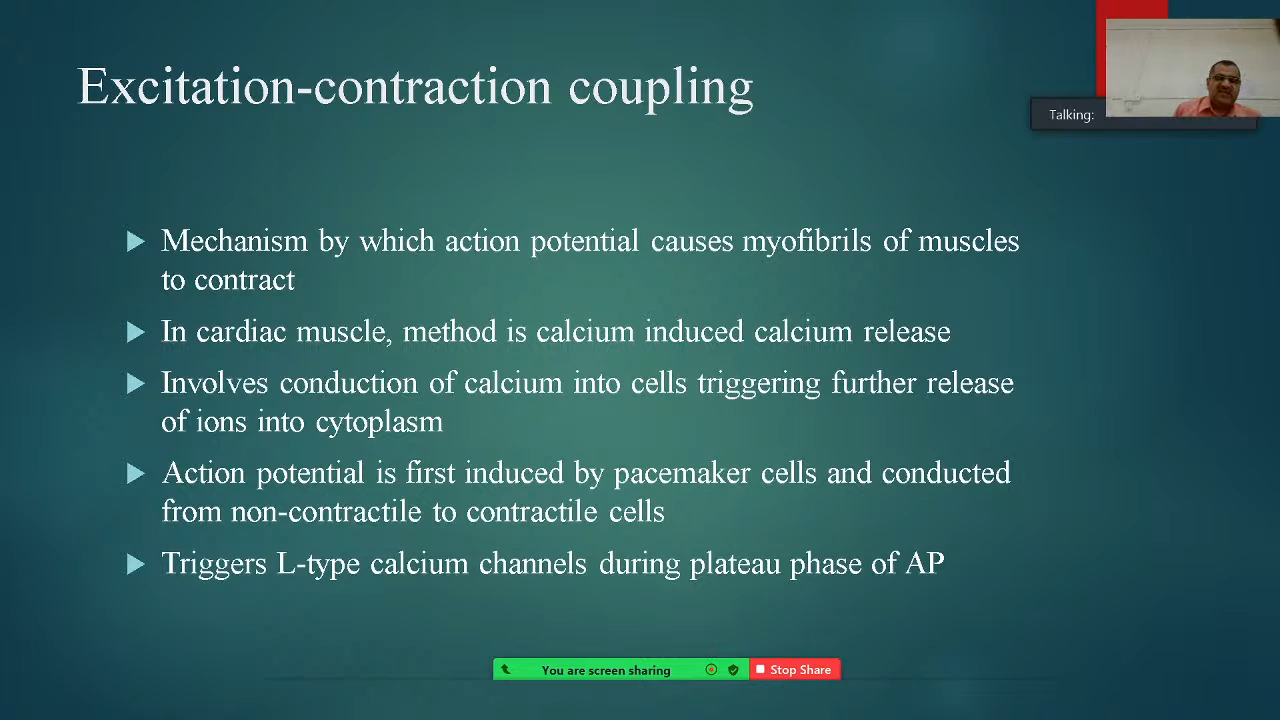 Excitation-contraction coupling
Talking:
Mechanism by which action potential causes myofibrils of muscles
to contract
In cardiac muscle, method is calcium induced calcium release
Involves conduction of calcium into cells triggering further release
of ions into cytoplasm
Action potential is first induced by pacemaker cells and conducted
from non-contractile to contractile cells
Triggers L-type calcium channels during plateau phase of AP
You are screen sharing
Stop Share